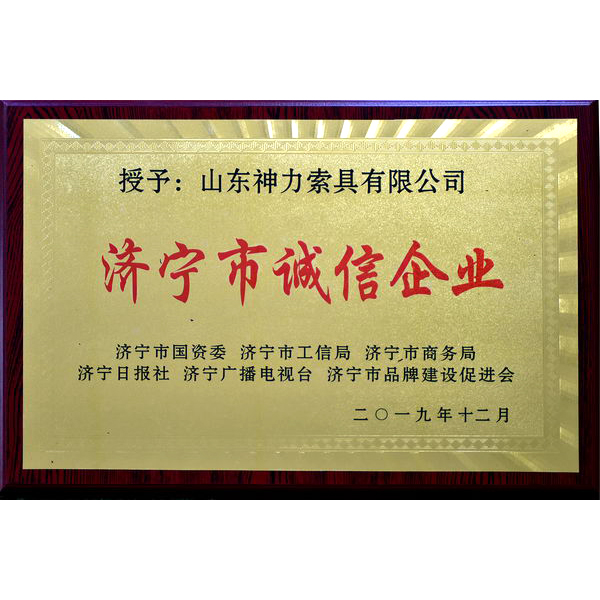 授予：山东神力索具有限公司
济宁市诚信企业
济宁市国资委 济宁市工信局 济宁市商务局
济宁日报社 济宁广播电视台 济宁市品牌建设促进会
二〇一九年十二月